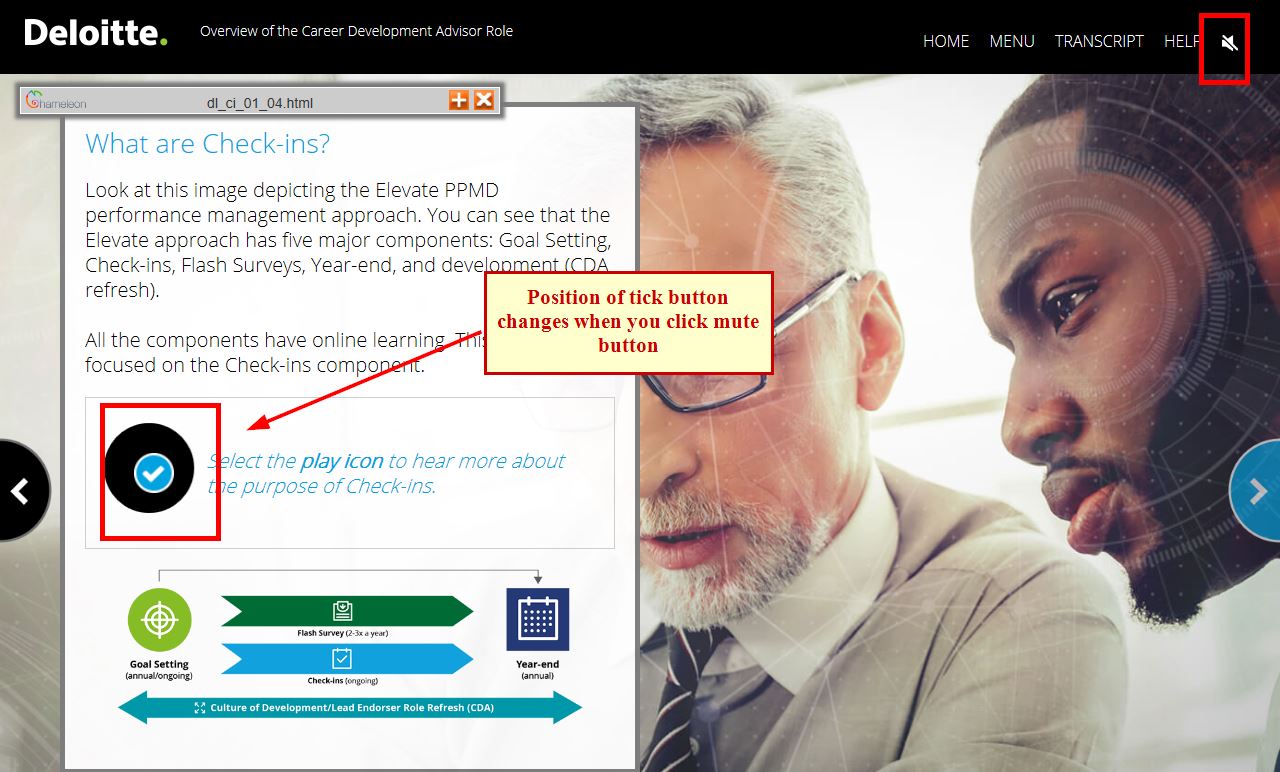 Deloitte.
Overview of the Career Development Advisor Role
HOME MENU TRANSCRIPT HELP
Chameleon
dl_ci_01_04.html
What are Check-ins?
Look at this image depicting the Elevate PPMD
performance management approach. You can see that the
Elevate approach has five major components: Goal Setting,
Check-ins, Flash Surveys, Year-end, and development (CDA
refresh).
Position of tick button
changes when you click mute
button
All the components have online learning. This
focused on the Check-ins component.
Select the play icon to hear more about
the purpose of Check-ins.
Flash Survey (2-3x a year)
Goal Setting
(annual/ongoing)
Check-ins (ongoing)
Year-end
(annual)
Culture of Development/Lead Endorser Role Refresh (CDA)